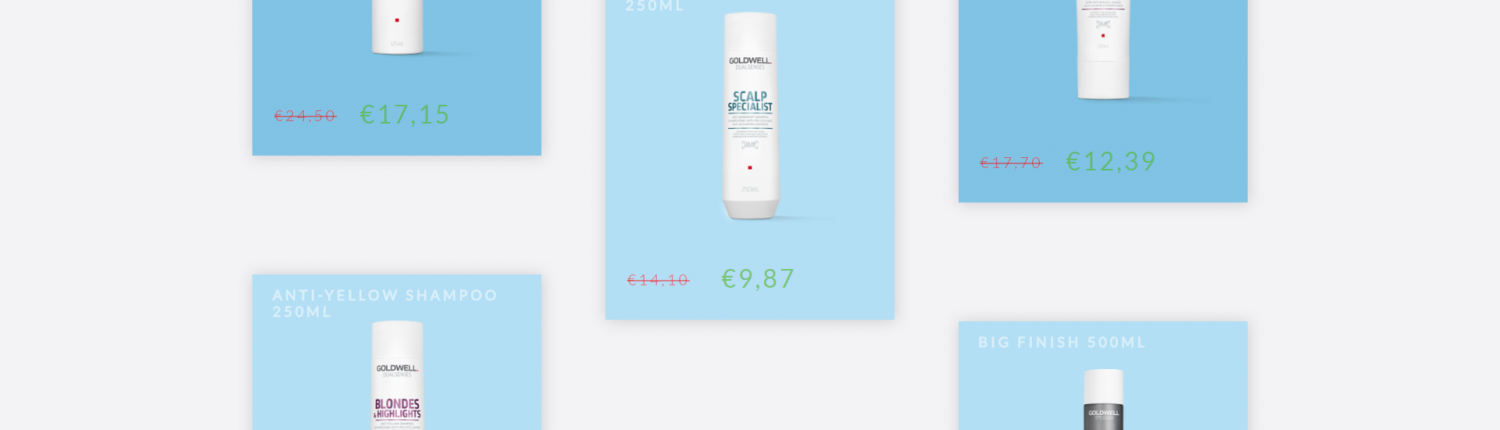 €24,50 €17,15
250ML
GOLDWELL.
DUALSENSES
SCALP
SPECIALIST
€14,10 €9,87
€17,70 €12,39
ANTI-YELLOW SHAMPOO
250ML
GOLDWELL.
DUALSENSES
BLONDES
& HIGHLIGHTS
BIG FINISH 500ML
GOLDWELL